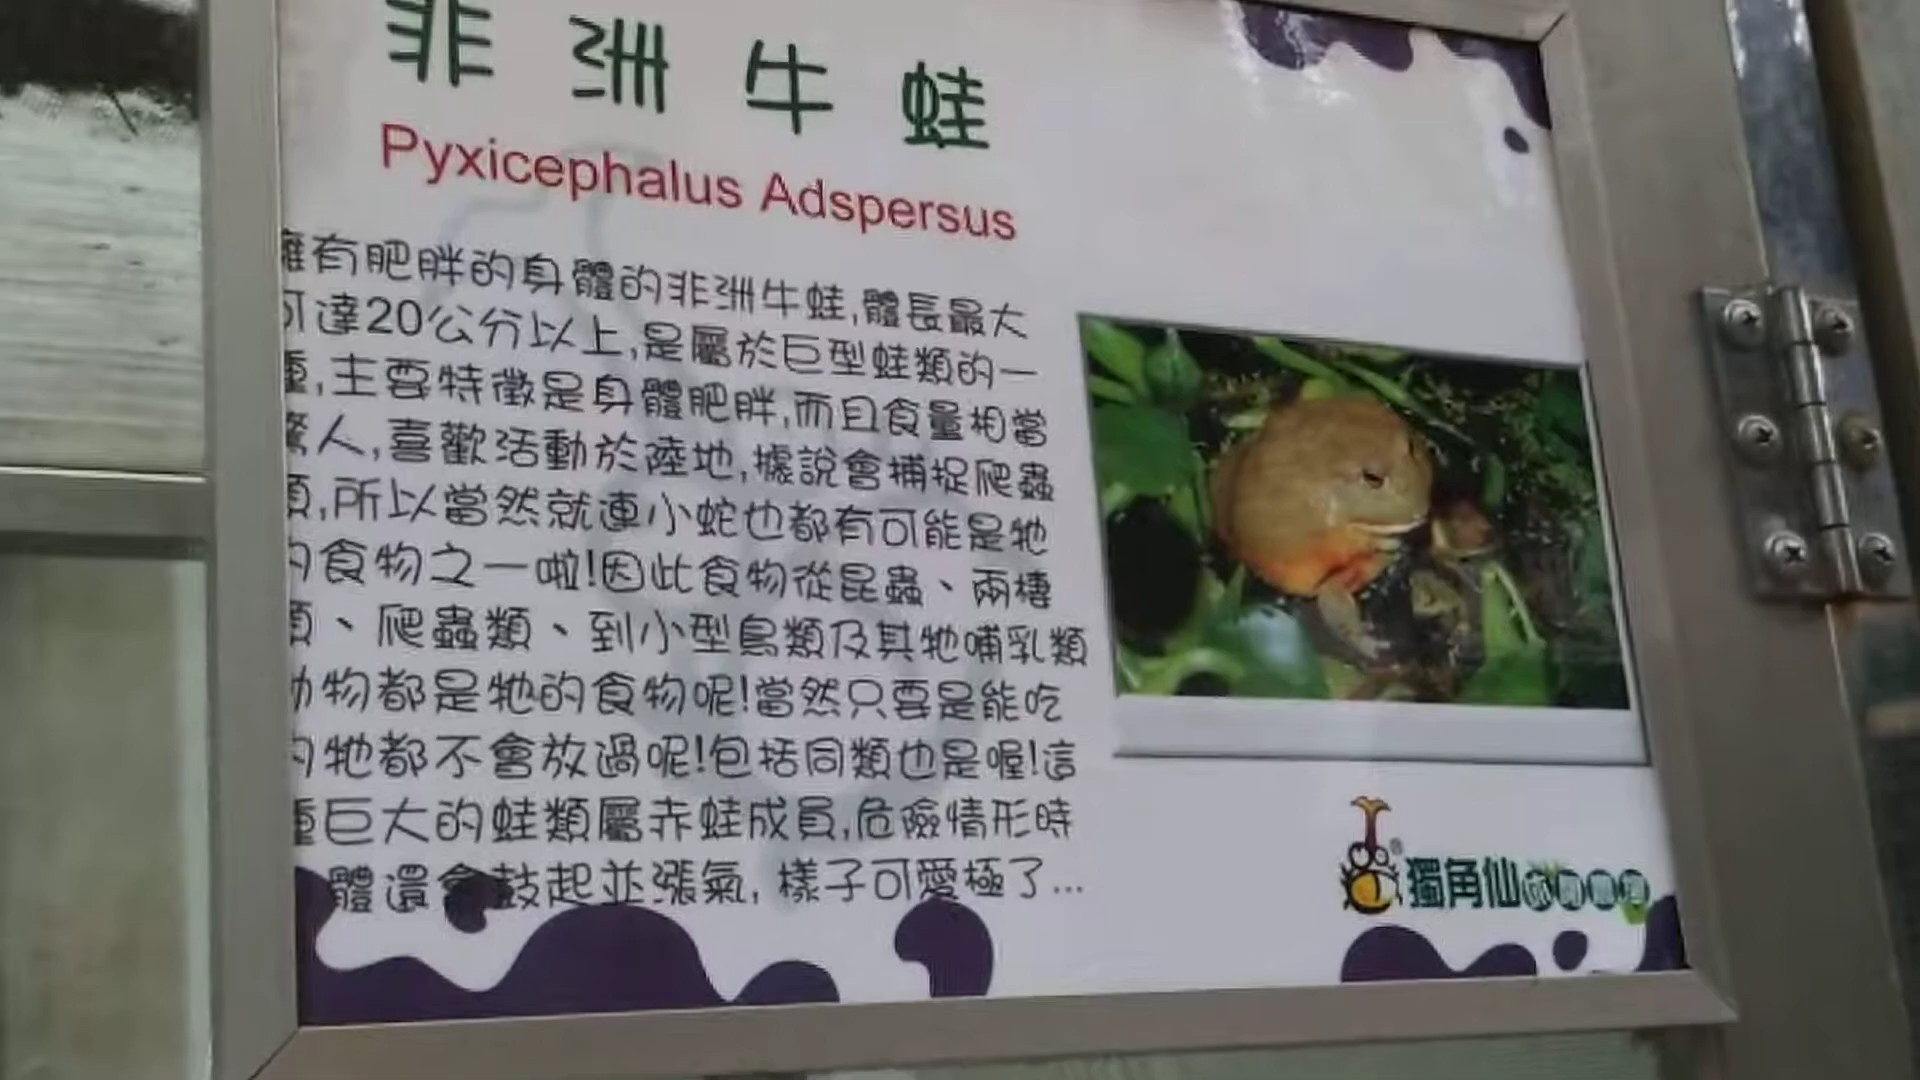 非洲牛蛙
Pyxicephalus Adspersus
擁有肥胖的身體的非洲牛蛙,體長最大
可達20公分以上,是屬於巨型蛙類的一
種,主要特徵是身體肥胖,而且食量相當
驚人,喜歡活動於陸地,據說會捕捉爬蟲
類,所以當然就連小蛇也都有可能是牠
的食物之一啦!因此食物從昆蟲、兩棲
類、爬蟲類、到小型鳥類及其牠哺乳類
動物都是牠的食物呢!當然只要是能吃
的牠都不會放過呢!包括同類也是喔!這
種巨大的蛙類屬赤蛙成員,危險情形時
體還會鼓起並漲氣,樣子可愛極了...
獨角仙